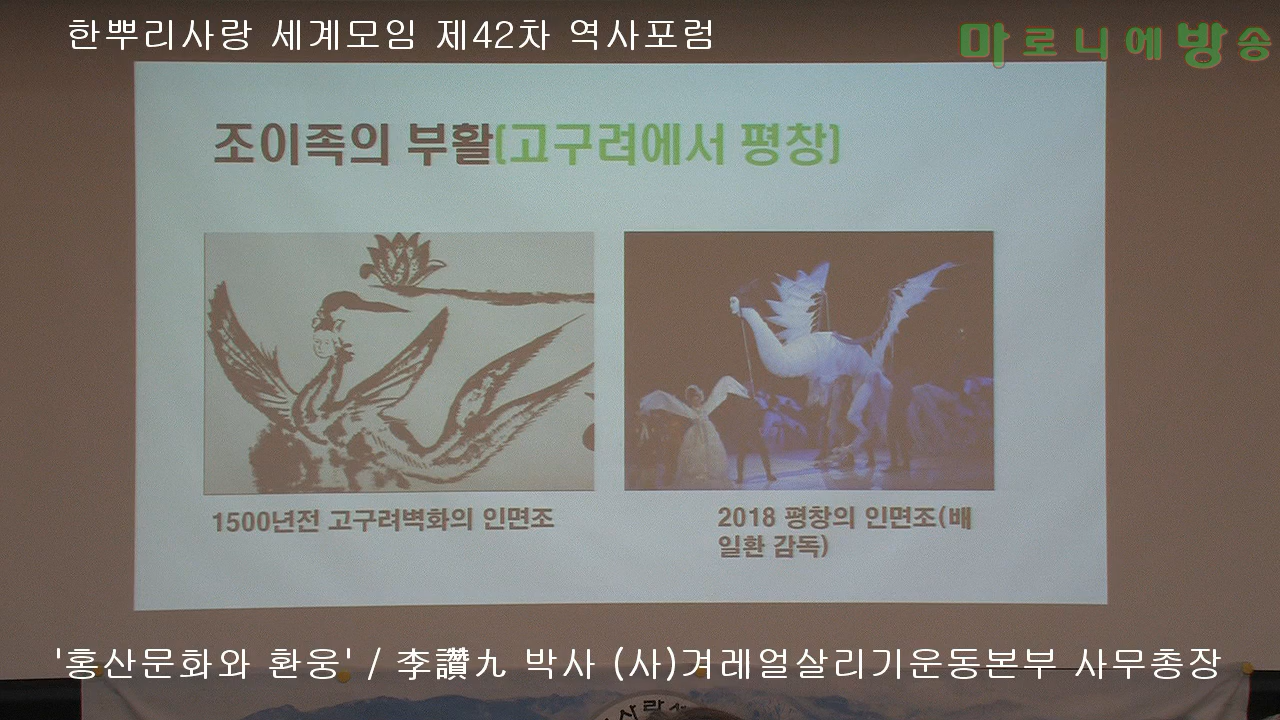 한뿌리사랑 세계모임 제42차 역사포럼
마로니에방송
조이족의 부활(고구려에서 평창)
1500년전 고구려벽화의 인면조
2018 평창의 인면조(배
일환 감독)
'홍산문화와 환웅' / 李讚九 박사 (사)겨레얼살리기운동본부 사무총장